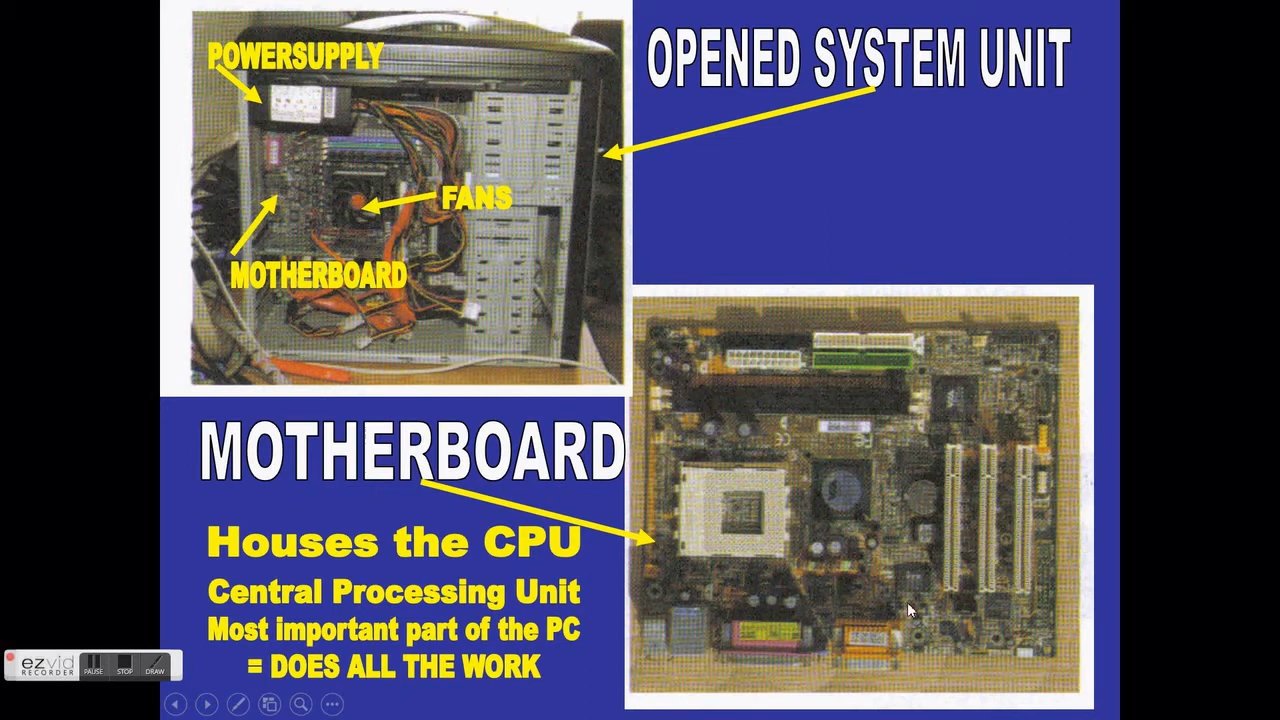 POWERSUPPLY
OPENED SYSTEM UNIT
FANS
MOTHERBOARD
MOTHERBOARD
Houses the CPU
Central Processing Unit
Most important part of the PC
= DOES ALL THE WORK
ezvid
RECORDER
PAUSE
STOP
DRAW